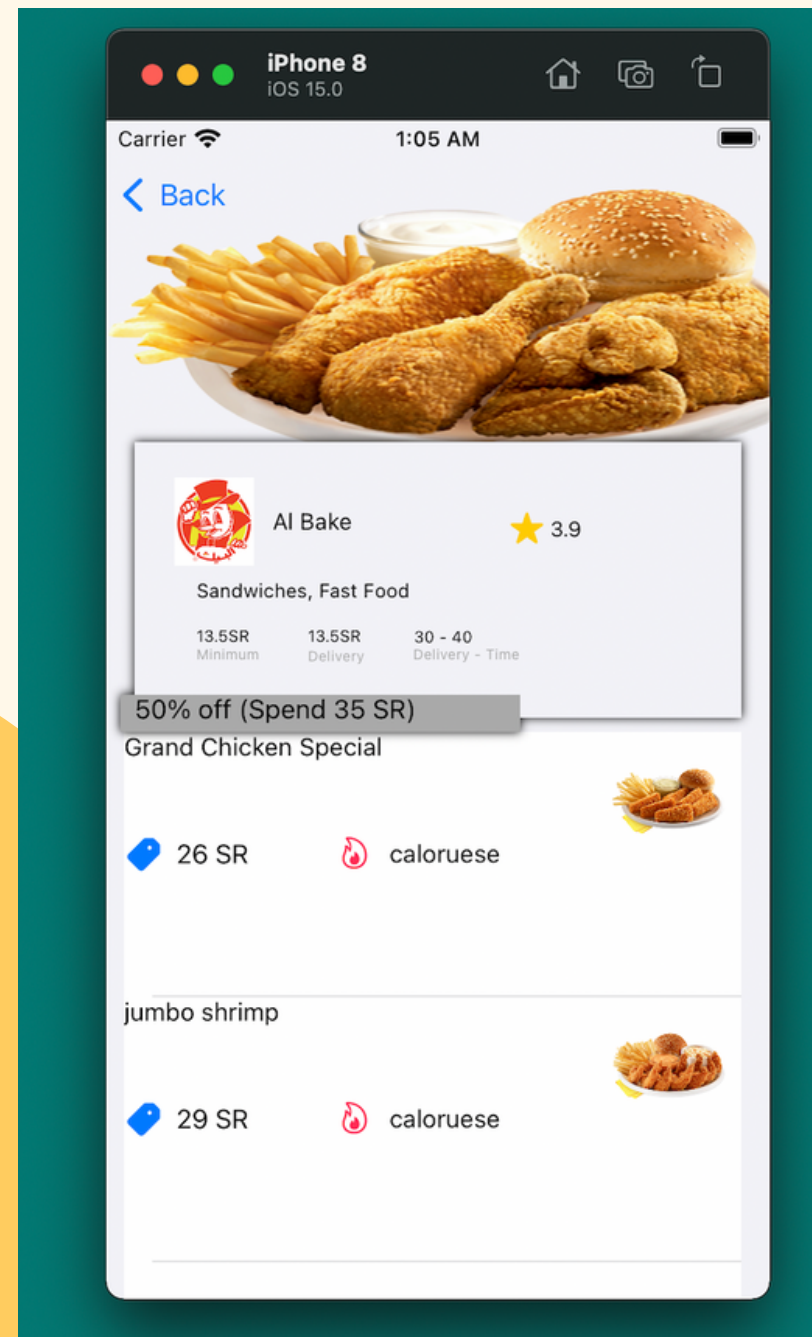 iPhone 8
iOS 15.0
Carrier 1:05 AM
Back
Al Bake 3.9
Sandwiches, Fast Food
13.5SR 13.5SR 30 - 40
Minimum Delivery Delivery - Time
50% off (Spend 35 SR)
Grand Chicken Special
26 SR caloruese
jumbo shrimp
29 SR caloruese